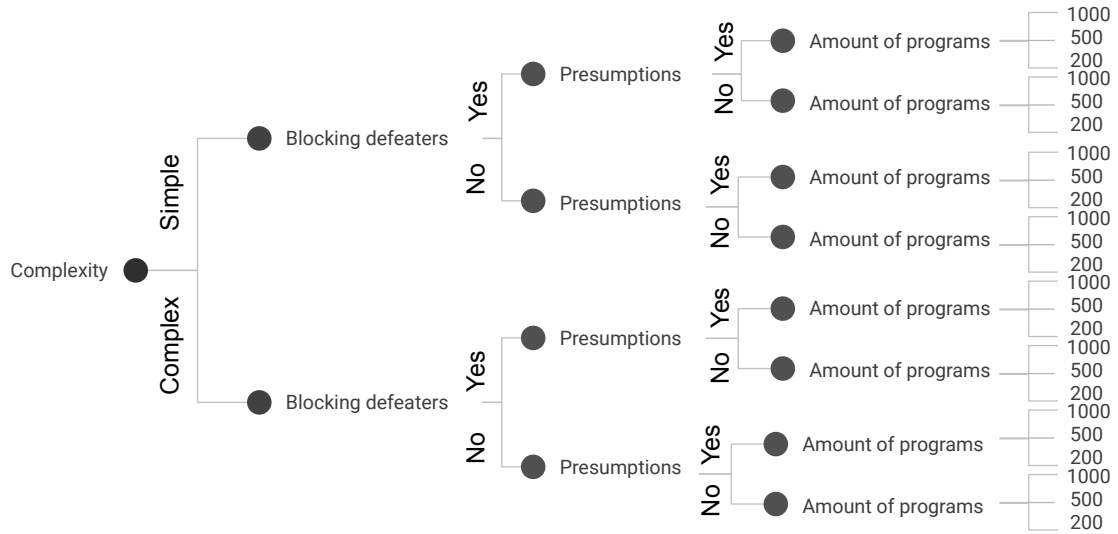 Complexity
Simple
Complex
Blocking defeaters
Yes
No
Presumptions
Yes
No
Amount of programs
1000
500
200
Amount of programs
1000
500
200
Presumptions
Yes
No
Amount of programs
1000
500
200
Amount of programs
1000
500
200
Blocking defeaters
Yes
No
Presumptions
Yes
No
Amount of programs
1000
500
200
Amount of programs
1000
500
200
Presumptions
Yes
No
Amount of programs
1000
500
200
Amount of programs
1000
500
200